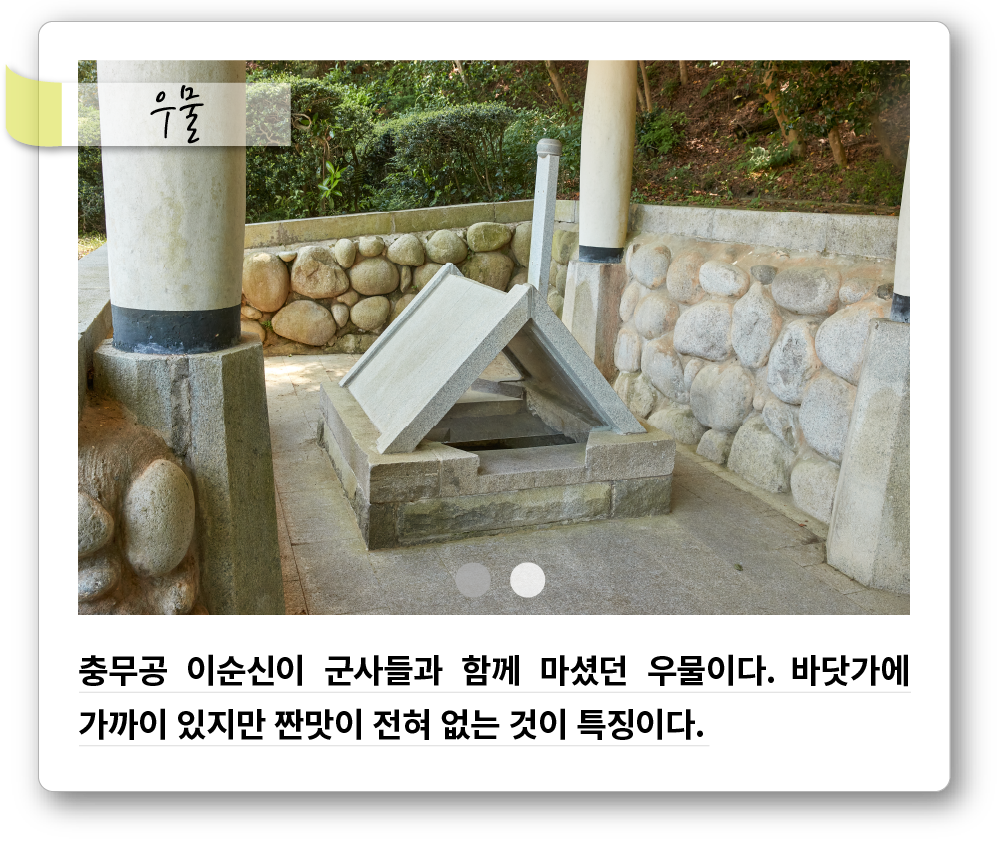 우물
충무공 이순신이 군사들과 함께 마셨던 우물이다. 바닷가에
가까이 있지만 짠맛이 전혀 없는 것이 특징이다.